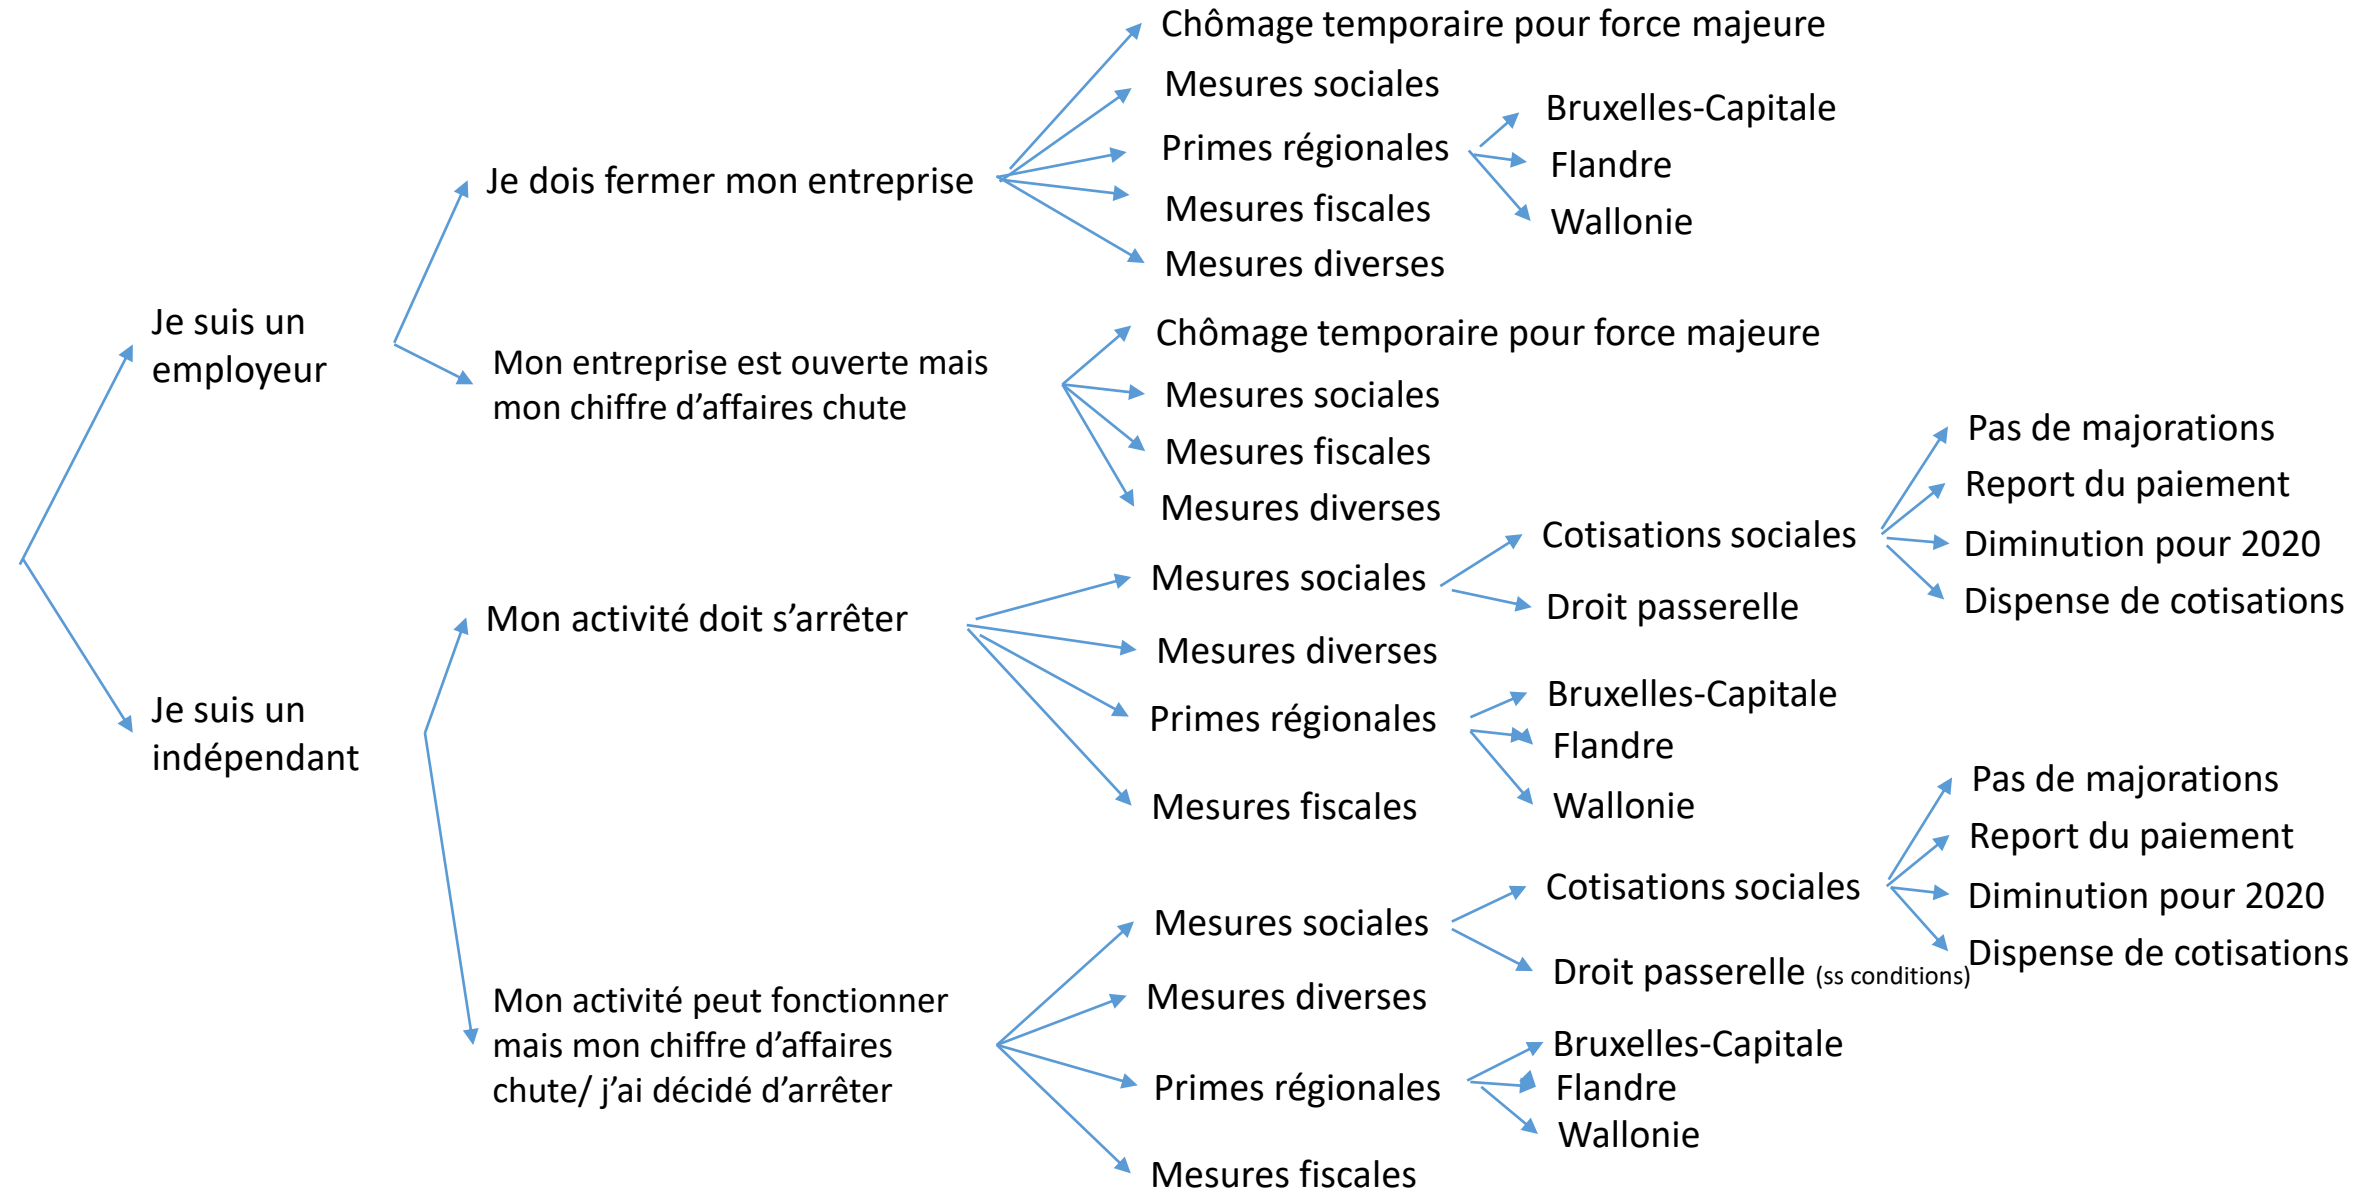 Je suis un
employeur
Je dois fermer mon entreprise
Chômage temporaire pour force majeure
Mesures sociales
Primes régionales
Bruxelles-Capitale
Flandre
Wallonie
Mesures fiscales
Mesures diverses
Mon entreprise est ouverte mais
mon chiffre d’affaires chute
Chômage temporaire pour force majeure
Mesures sociales
Mesures fiscales
Mesures diverses
Je suis un
indépendant
Mon activité doit s’arrêter
Mesures sociales
Cotisations sociales
Pas de majorations
Report du paiement
Diminution pour 2020
Dispense de cotisations
Droit passerelle
Mesures diverses
Primes régionales
Bruxelles-Capitale
Flandre
Wallonie
Mesures fiscales
Mon activité peut fonctionner
mais mon chiffre d’affaires
chute/ j’ai décidé d’arrêter
Mesures sociales
Cotisations sociales
Pas de majorations
Report du paiement
Diminution pour 2020
Dispense de cotisations
Droit passerelle (ss conditions)
Mesures diverses
Primes régionales
Bruxelles-Capitale
Flandre
Wallonie
Mesures fiscales